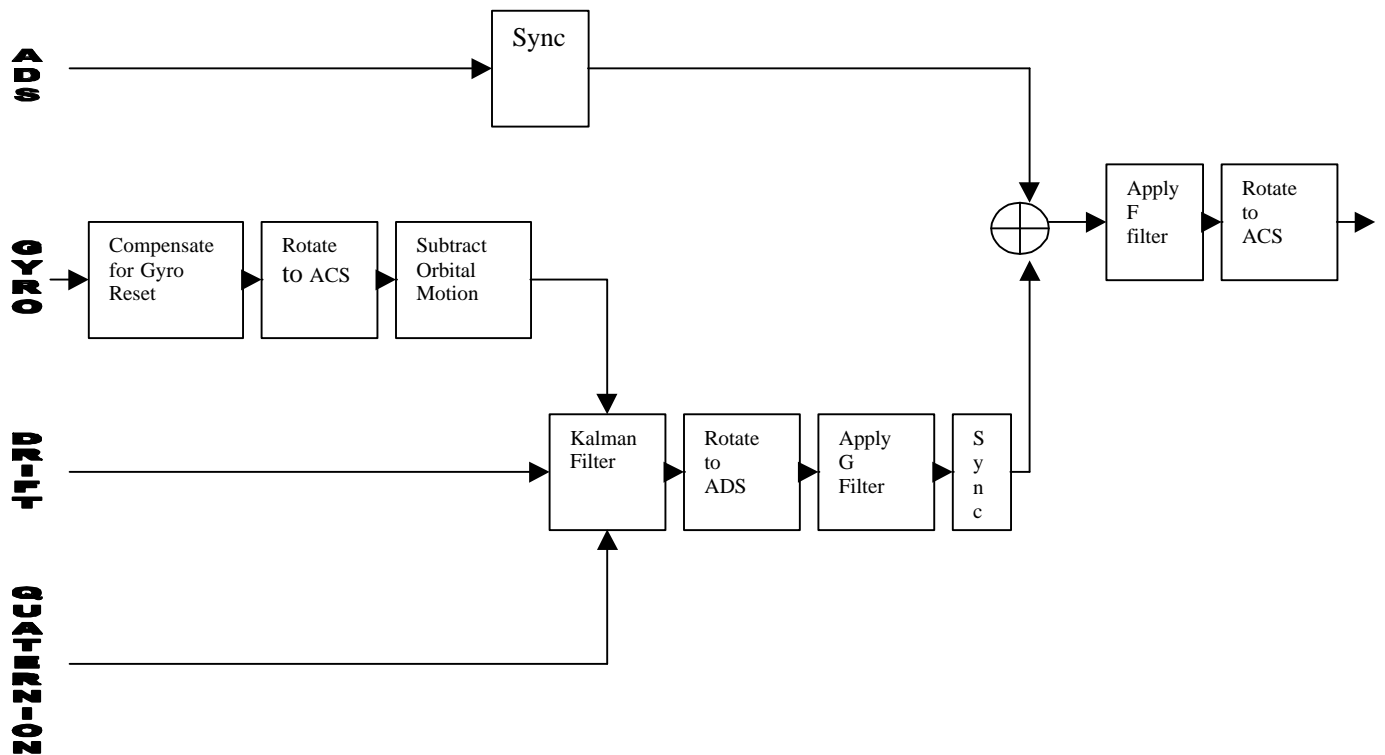 ADS
Sync
GYRO
Compensate
for Gyro
Reset
Rotate
to ACS
Subtract
Orbital
Motion
Apply
F
filter
Rotate
to
ACS
DRIFT
Kalman
Filter
Rotate
to
ADS
Apply
G
Filter
Sync
QUATERNION